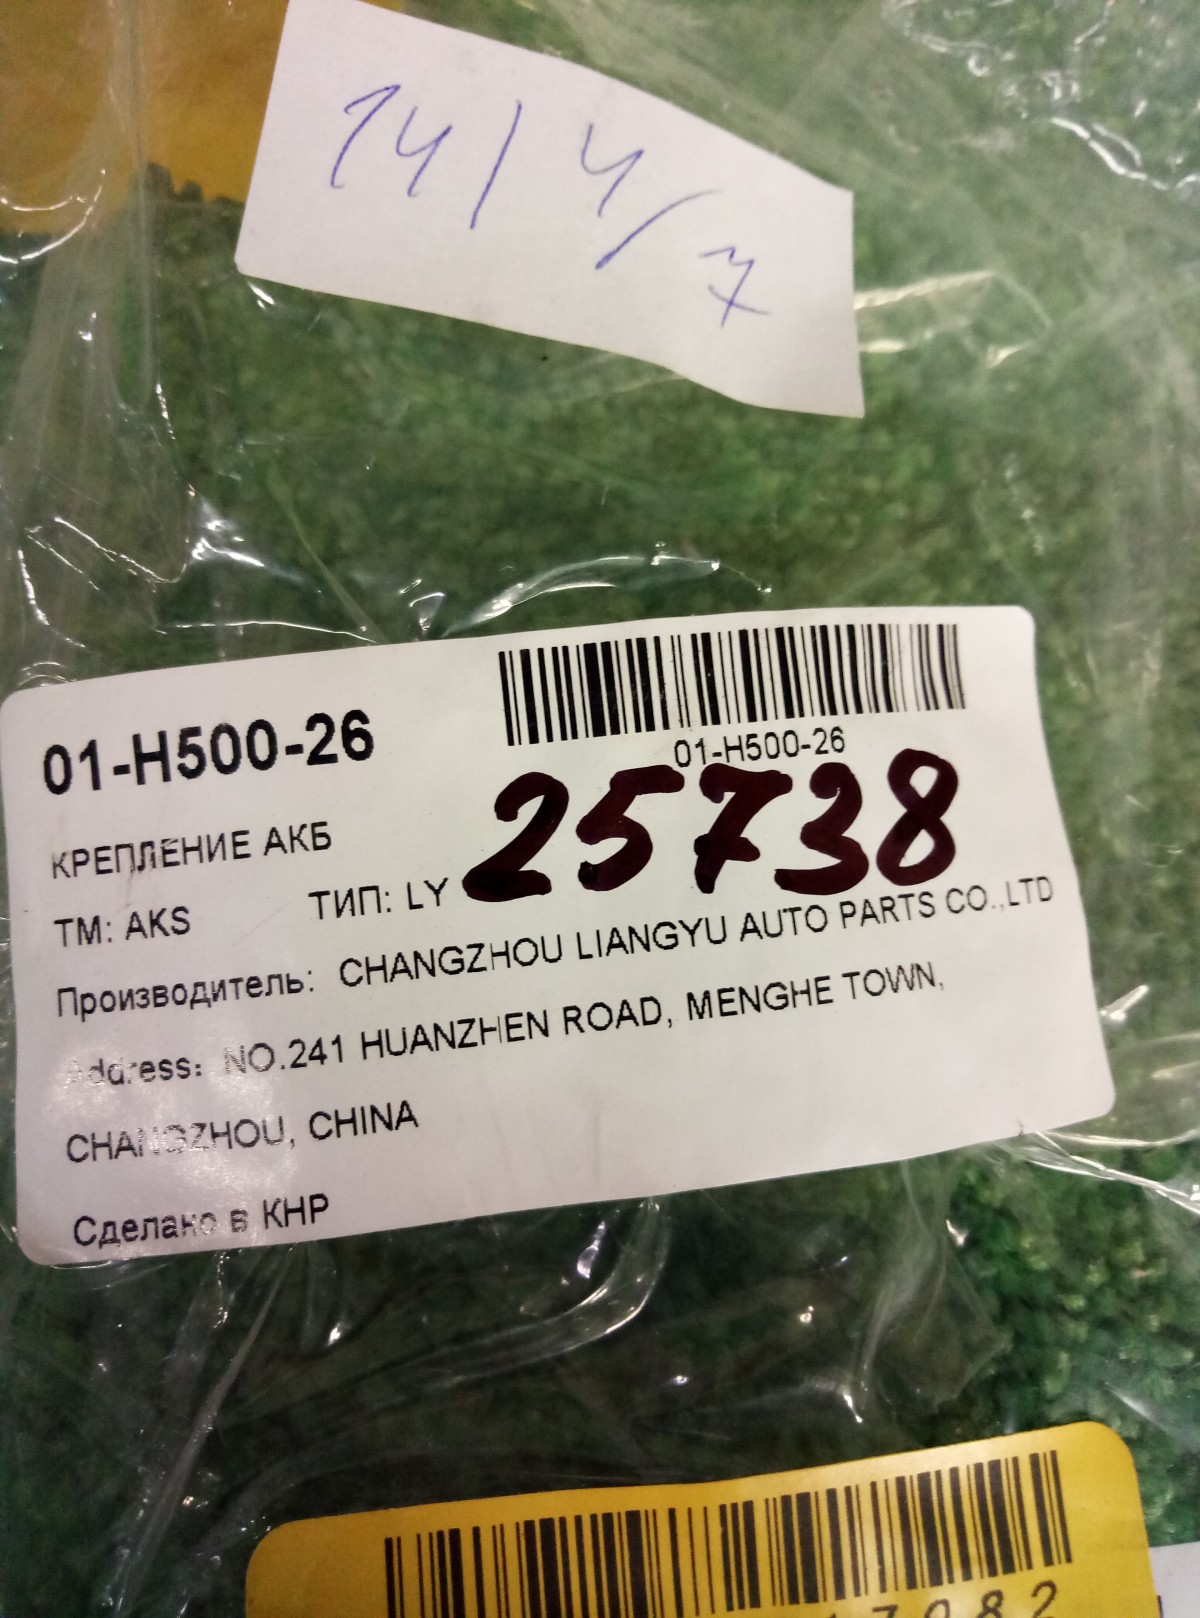 14/4/7
01-H500-26
01-H500-26
25738
КРЕПЛЕНИЕ АКБ
ТМ: AKS ТИП: LY
Производитель: CHANGZHOU LIANGYU AUTO PARTS CO.,LTD
Address: NO.241 HUANZHEN ROAD, MENGHE TOWN,
CHANGZHOU, CHINA
Сделано в КНР